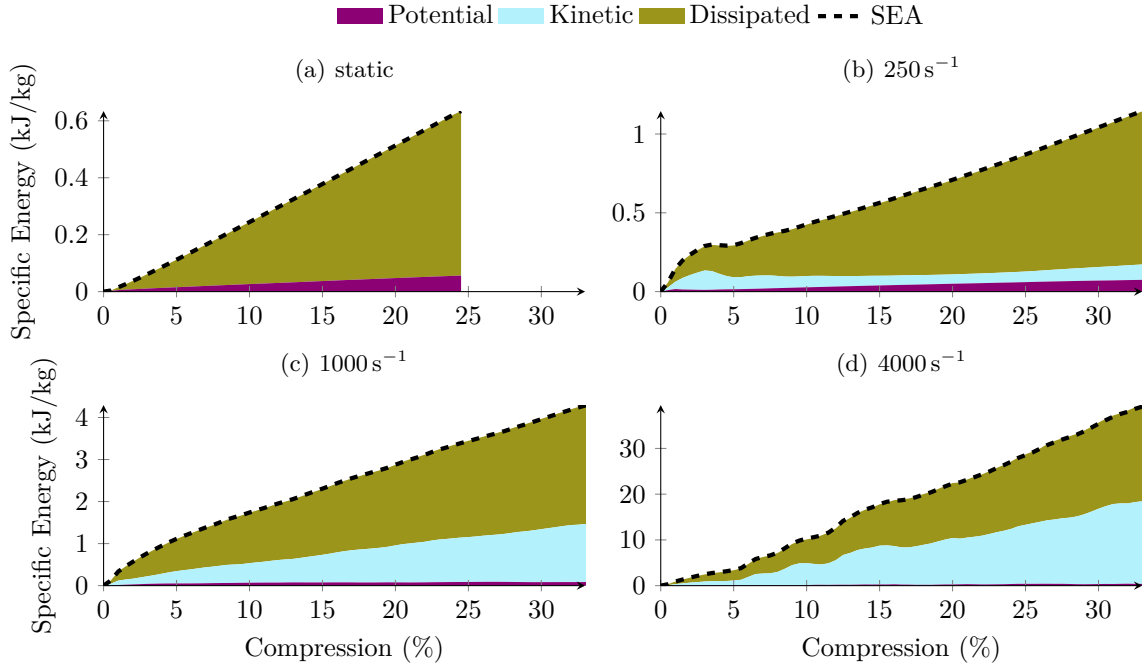 Potential Kinetic Dissipated SEA
(a) static
(b) 250 s⁻¹
Specific Energy (kJ/kg)
0.6
0.4
0.2
0
0 5 10 15 20 25 30
1
0.5
0
0 5 10 15 20 25 30
(c) 1000 s⁻¹
(d) 4000 s⁻¹
Specific Energy (kJ/kg)
4
3
2
1
0
0 5 10 15 20 25 30
Compression (%)
30
20
10
0
0 5 10 15 20 25 30
Compression (%)